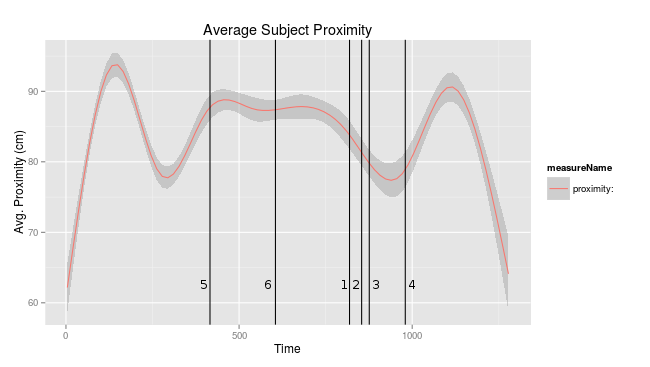 Average Subject Proximity
Avg. Proximity (cm)
90
80
70
60
5 6 1 2 3 4
0 500 1000
Time
measureName
proximity: